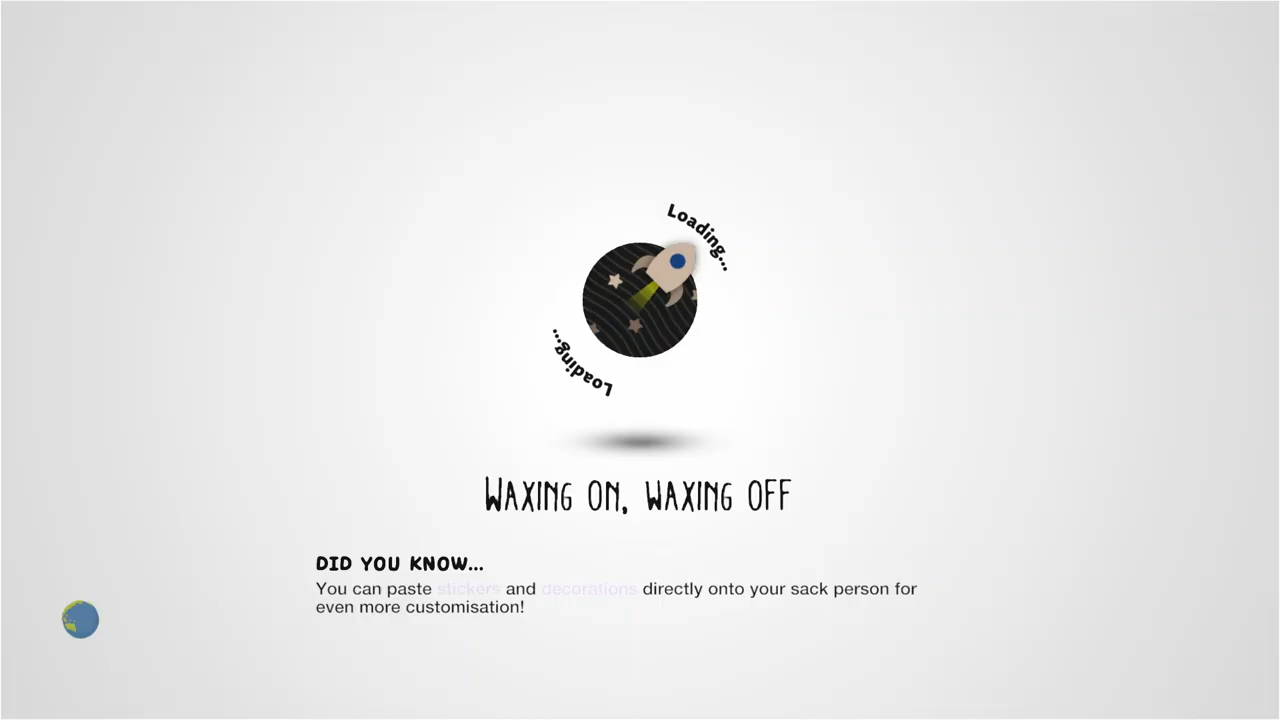 Loading...
Loading...
WAXING ON, WAXING OFF
DID YOU KNOW...
You can paste stickers and decorations directly onto your sack person for
even more customisation!